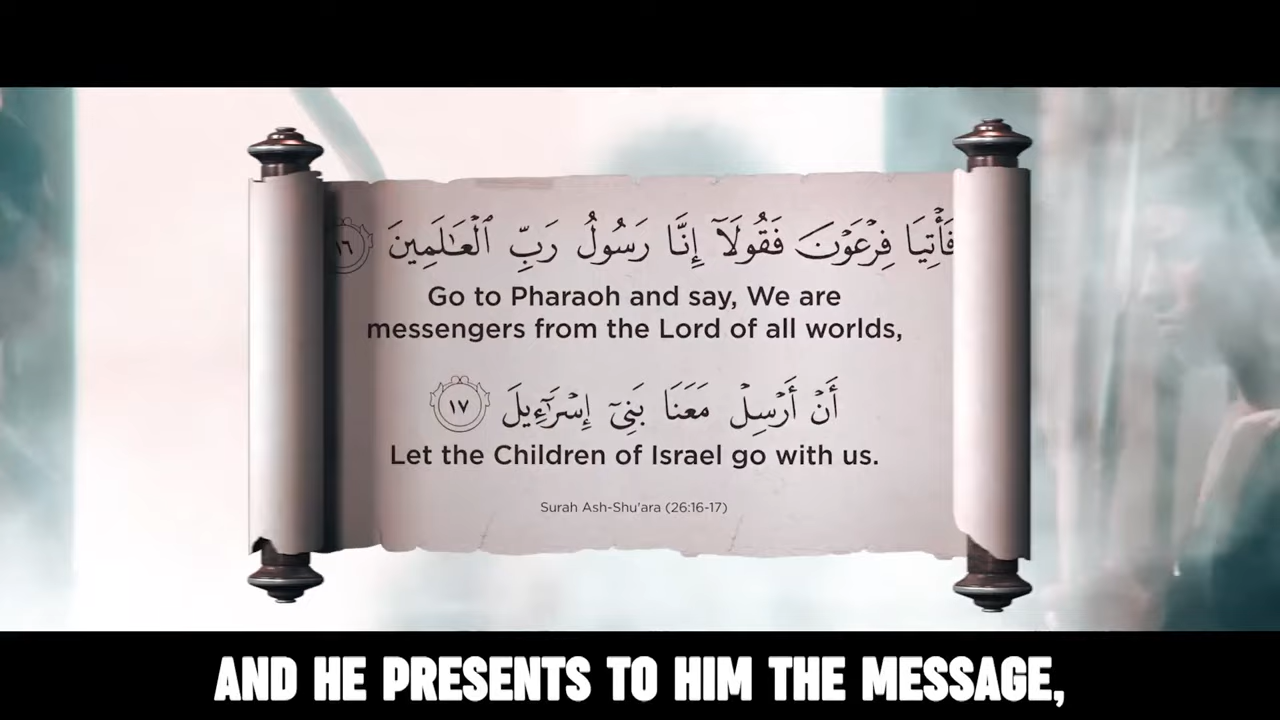 فَأْتِيَا فِرْعَوْنَ فَقُولَآ إِنَّا رَسُولُ رَبِّ ٱلْعَـٰلَمِينَ ١٦
Go to Pharaoh and say, We are
messengers from the Lord of all worlds,
أَنْ أَرْسِلْ مَعَنَا بَنِىٓ إِسْرَٰٓءِيلَ ١٧
Let the Children of Israel go with us.
Surah Ash-Shu'ara (26:16-17)
AND HE PRESENTS TO HIM THE MESSAGE,